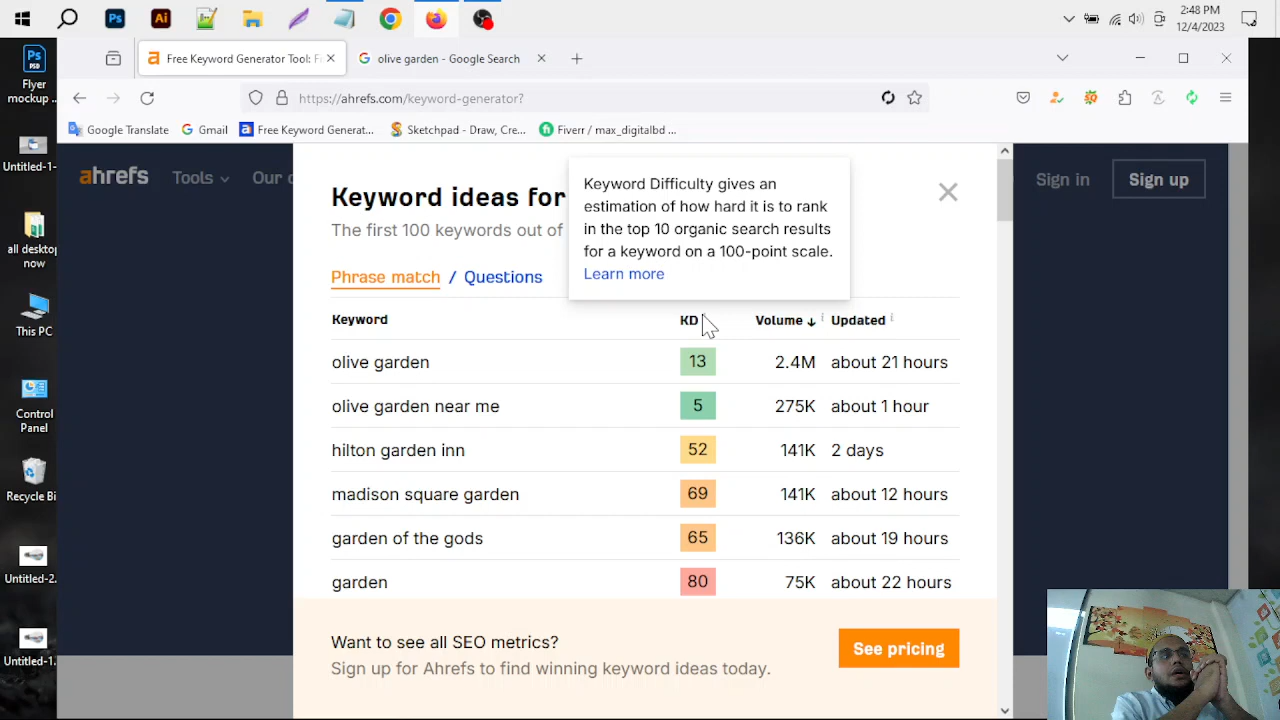 2:48 PM
12/4/2023
Free Keyword Generator Tool: F
olive garden - Google Search
https://ahrefs.com/keyword-generator?
Google Translate
Gmail
Free Keyword Generat...
Sketchpad - Draw, Cre...
Fiverr / max_digitalbd ...
Flyer
mockup ...
Untitled-1-
all desktop
now
This PC
Control
Panel
Recycle Bi
Untitled-2.
Untitled-1.
ahrefs
Tools
Our c
Sign in
Sign up
Keyword ideas for
The first 100 keywords out of
Keyword Difficulty gives an
estimation of how hard it is to rank
in the top 10 organic search results
for a keyword on a 100-point scale.
Learn more
Phrase match / Questions
Keyword KD Volume ↓ i Updated i
olive garden 13 2.4M about 21 hours
olive garden near me 5 275K about 1 hour
hilton garden inn 52 141K 2 days
madison square garden 69 141K about 12 hours
garden of the gods 65 136K about 19 hours
garden 80 75K about 22 hours
Want to see all SEO metrics?
Sign up for Ahrefs to find winning keyword ideas today.
See pricing